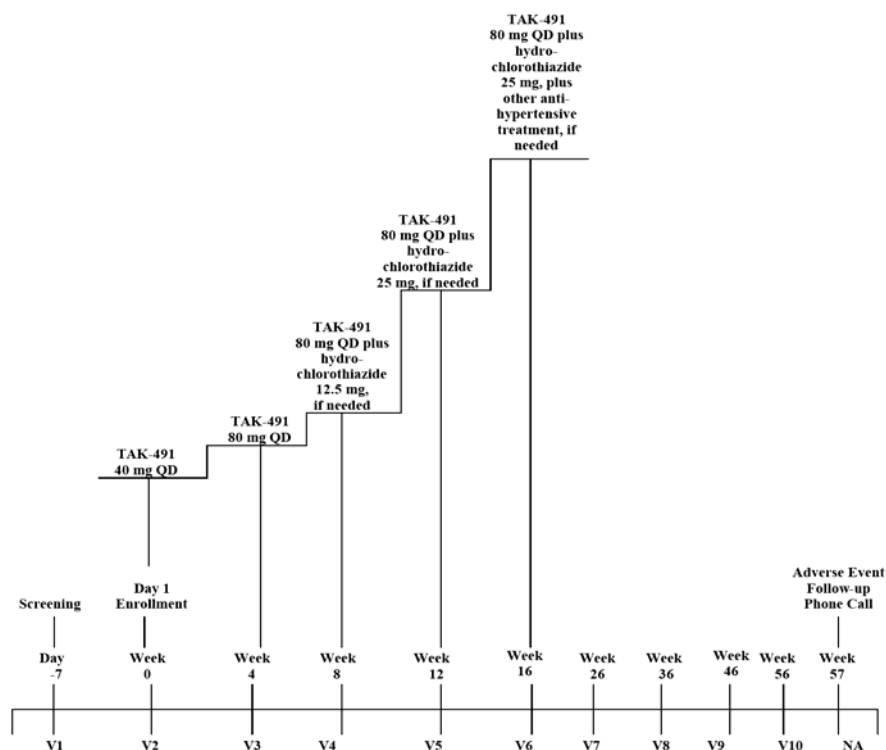 TAK-491
80 mg QD plus
hydro-
chlorothiazide
25 mg, plus
other anti-
hypertensive
treatment, if
needed
TAK-491
80 mg QD plus
hydro-
chlorothiazide
25 mg, if needed
TAK-491
80 mg QD plus
hydro-
chlorothiazide
12.5 mg,
if needed
TAK-491
80 mg QD
TAK-491
40 mg QD
Screening
Day 1
Enrollment
Adverse Event
Follow-up
Phone Call
Day
-7
Week
0
Week
4
Week
8
Week
12
Week
16
Week
26
Week
36
Week
46
Week
56
Week
57
V1 V2 V3 V4 V5 V6 V7 V8 V9 V10 NA